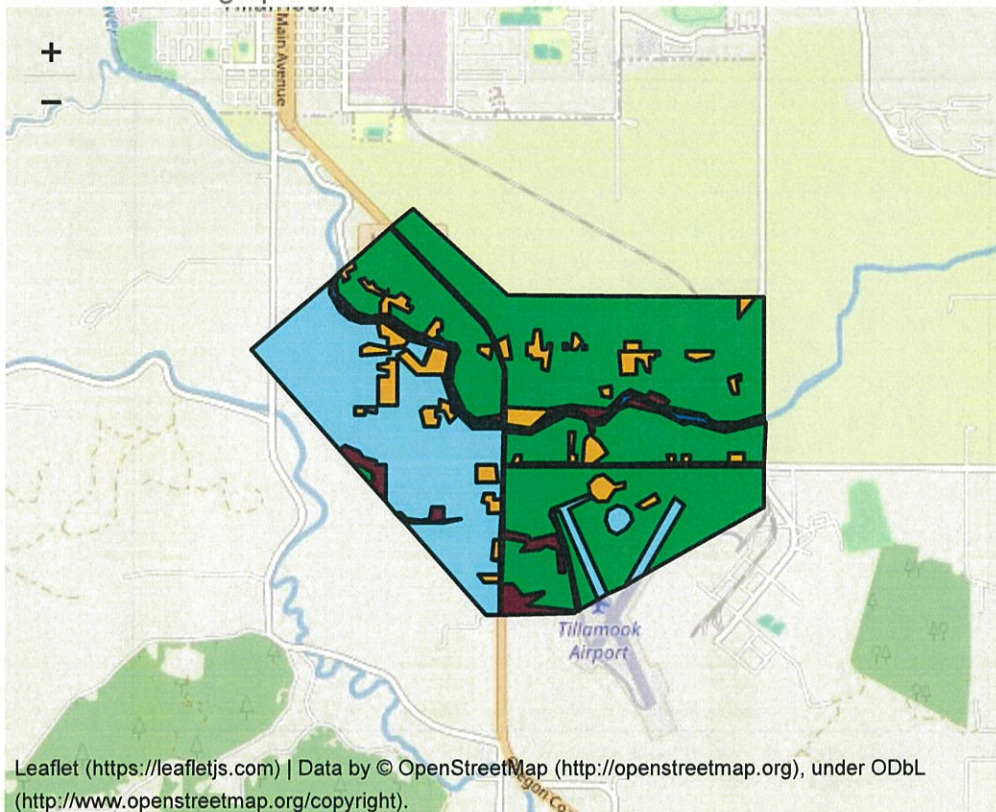 Tillamook
+
Main Avenue
−
Tillamook
Airport
Leaflet (https://leafletjs.com) | Data by © OpenStreetMap (http://openstreetmap.org), under ODbL
(http://www.openstreetmap.org/copyright).